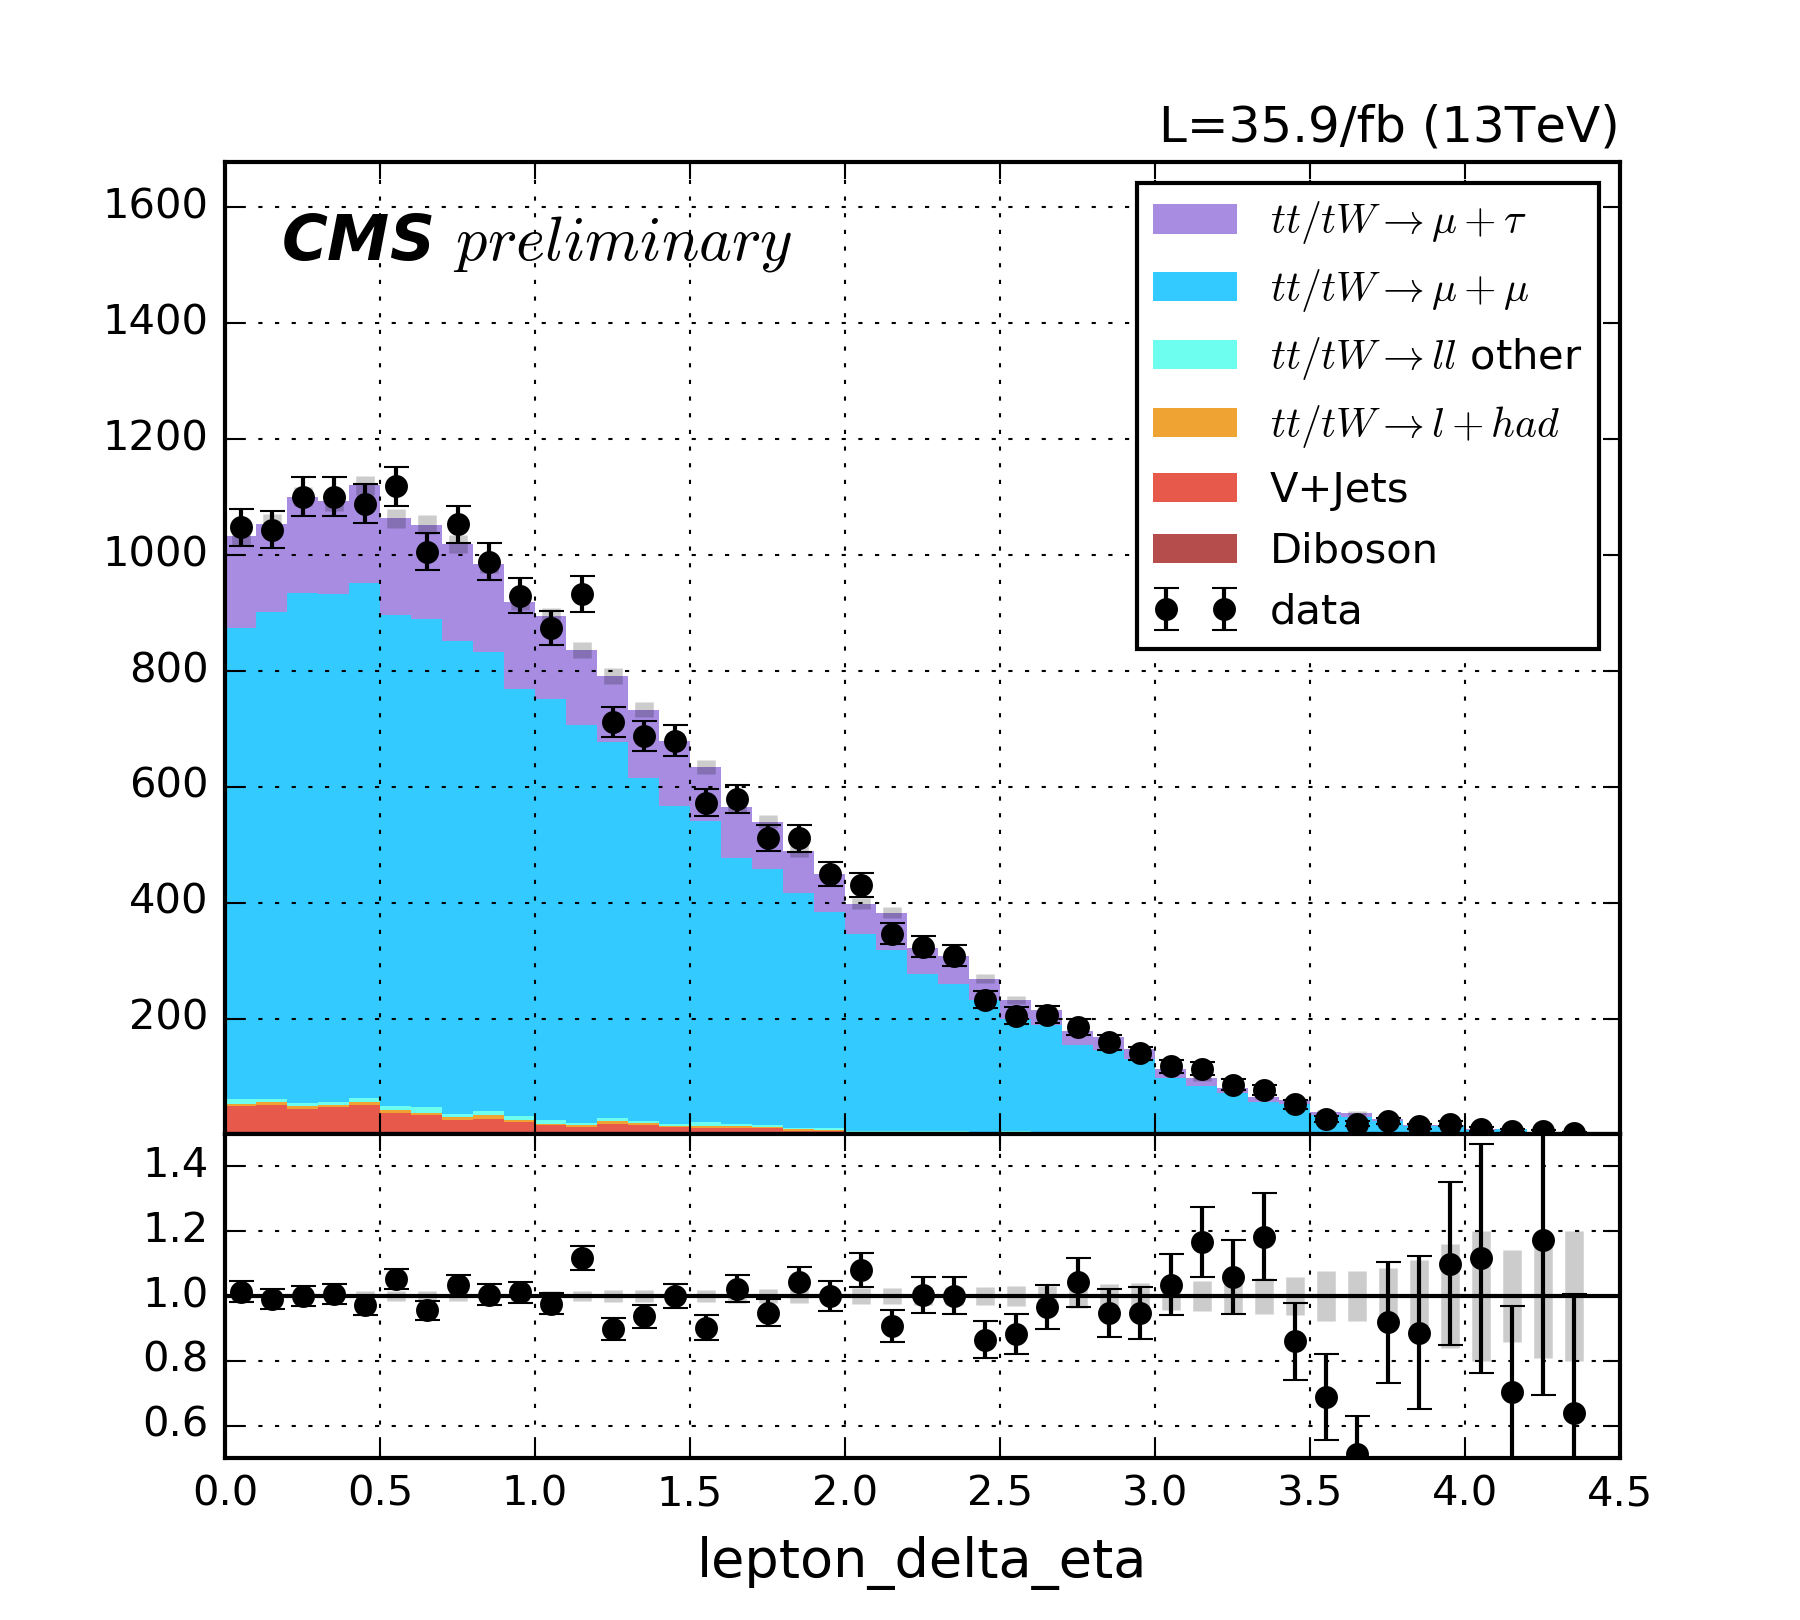 L=35.9/fb (13TeV)
1600
CMS preliminary
1400
1200
1000
800
600
400
200
tt/tW→μ+τ
tt/tW→μ+μ
tt/tW→ll other
tt/tW→l+had
V+Jets
Diboson
data
1.4
1.2
1.0
0.8
0.6
0.0 0.5 1.0 1.5 2.0 2.5 3.0 3.5 4.0 4.5
lepton_delta_eta